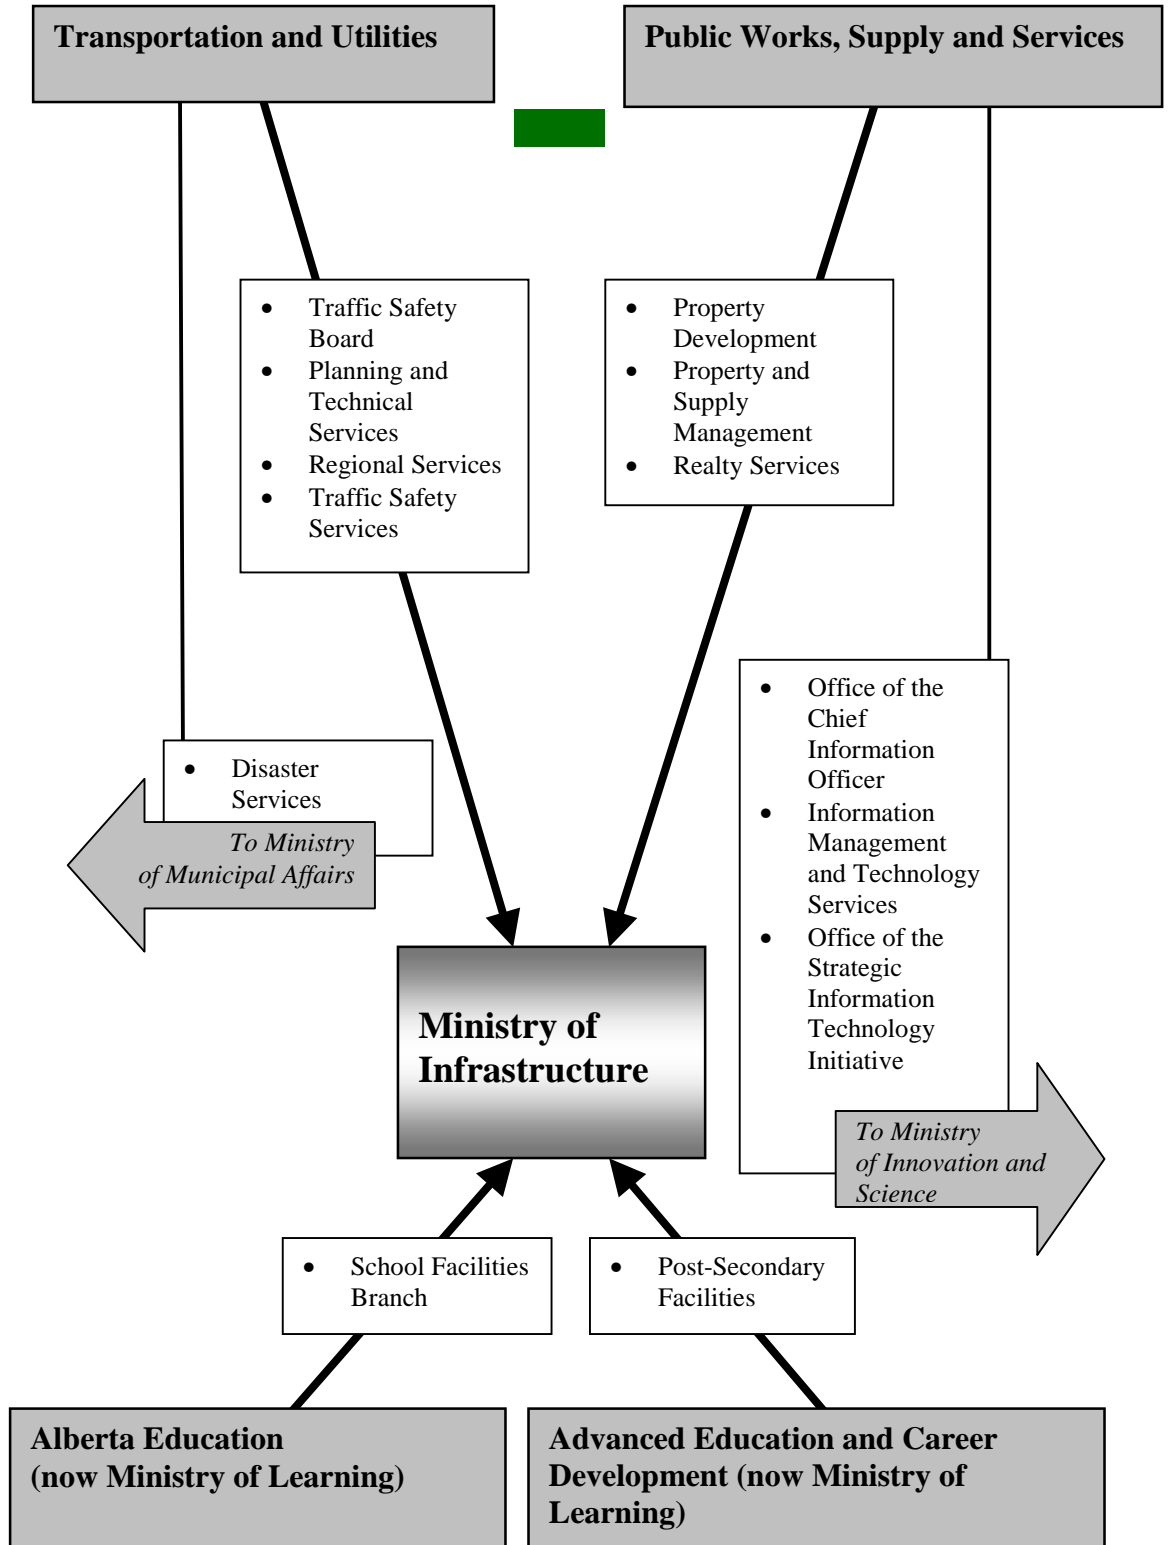 Transportation and Utilities
Public Works, Supply and Services
• Traffic Safety
Board
• Planning and
Technical
Services
• Regional Services
• Traffic Safety
Services
• Property
Development
• Property and
Supply
Management
• Realty Services
• Disaster
Services
To Ministry
of Municipal Affairs
• Office of the
Chief
Information
Officer
• Information
Management
and Technology
Services
• Office of the
Strategic
Information
Technology
Initiative
To Ministry
of Innovation and
Science
Ministry of
Infrastructure
• School Facilities
Branch
• Post-Secondary
Facilities
Alberta Education
(now Ministry of Learning)
Advanced Education and Career
Development (now Ministry of
Learning)